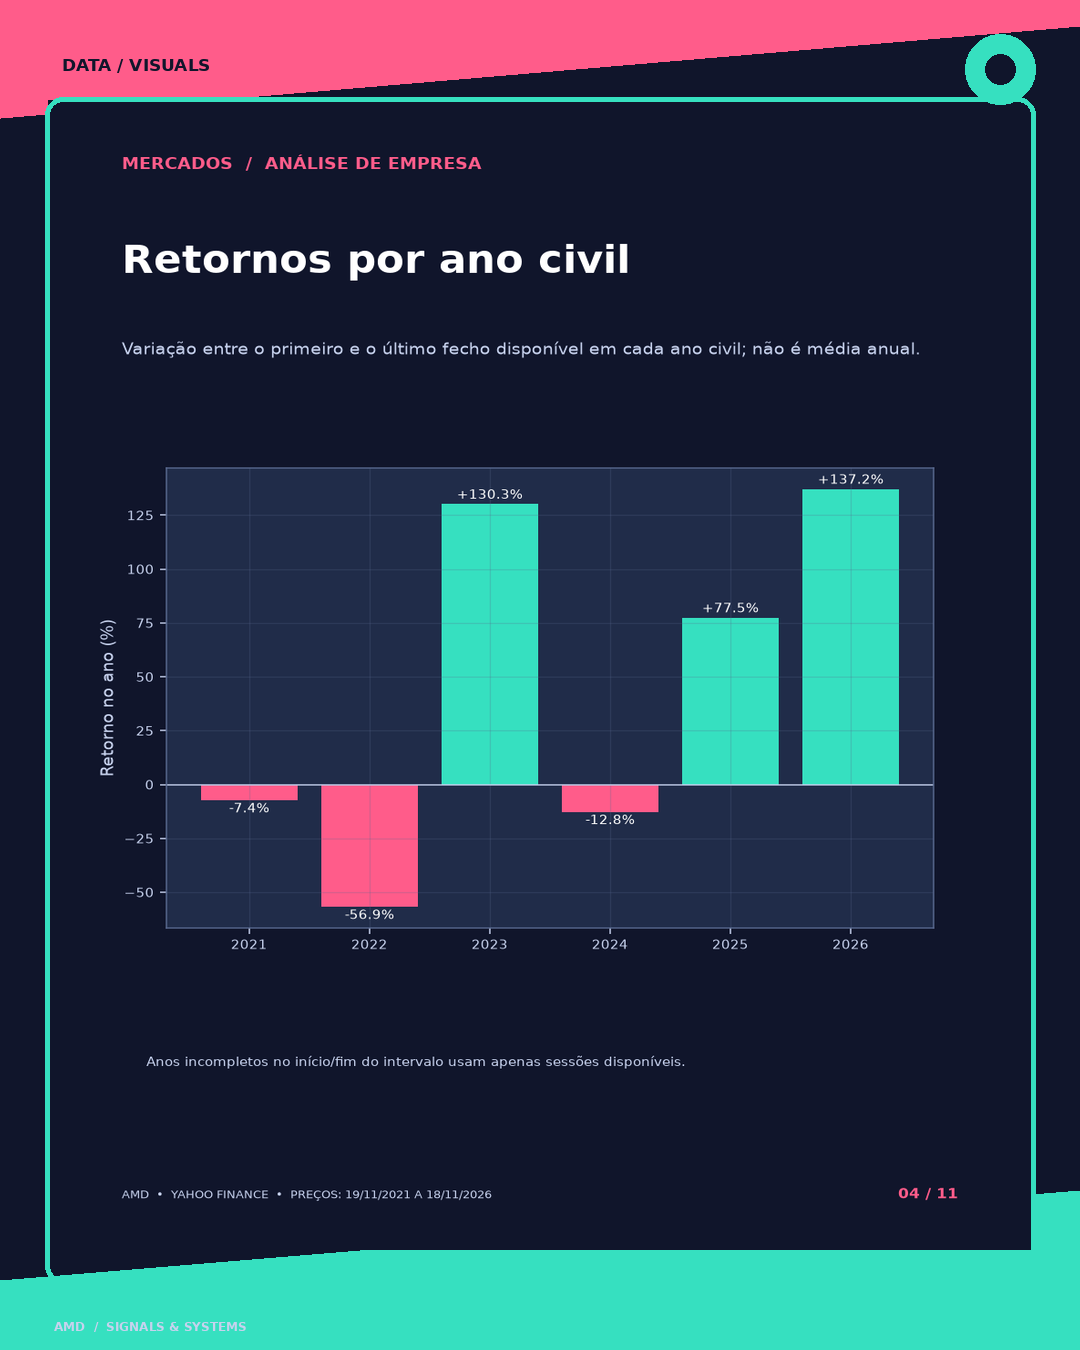 DATA / VISUALS
MERCADOS / ANÁLISE DE EMPRESA
Retornos por ano civil
Variação entre o primeiro e o último fecho disponível em cada ano civil; não é média anual.
Retorno no ano (%)
125
100
75
50
25
0
−25
−50
-7.4%
-56.9%
+130.3%
-12.8%
+77.5%
+137.2%
2021 2022 2023 2024 2025 2026
Anos incompletos no início/fim do intervalo usam apenas sessões disponíveis.
AMD • YAHOO FINANCE • PREÇOS: 19/11/2021 A 18/11/2026
04 / 11
AMD / SIGNALS & SYSTEMS